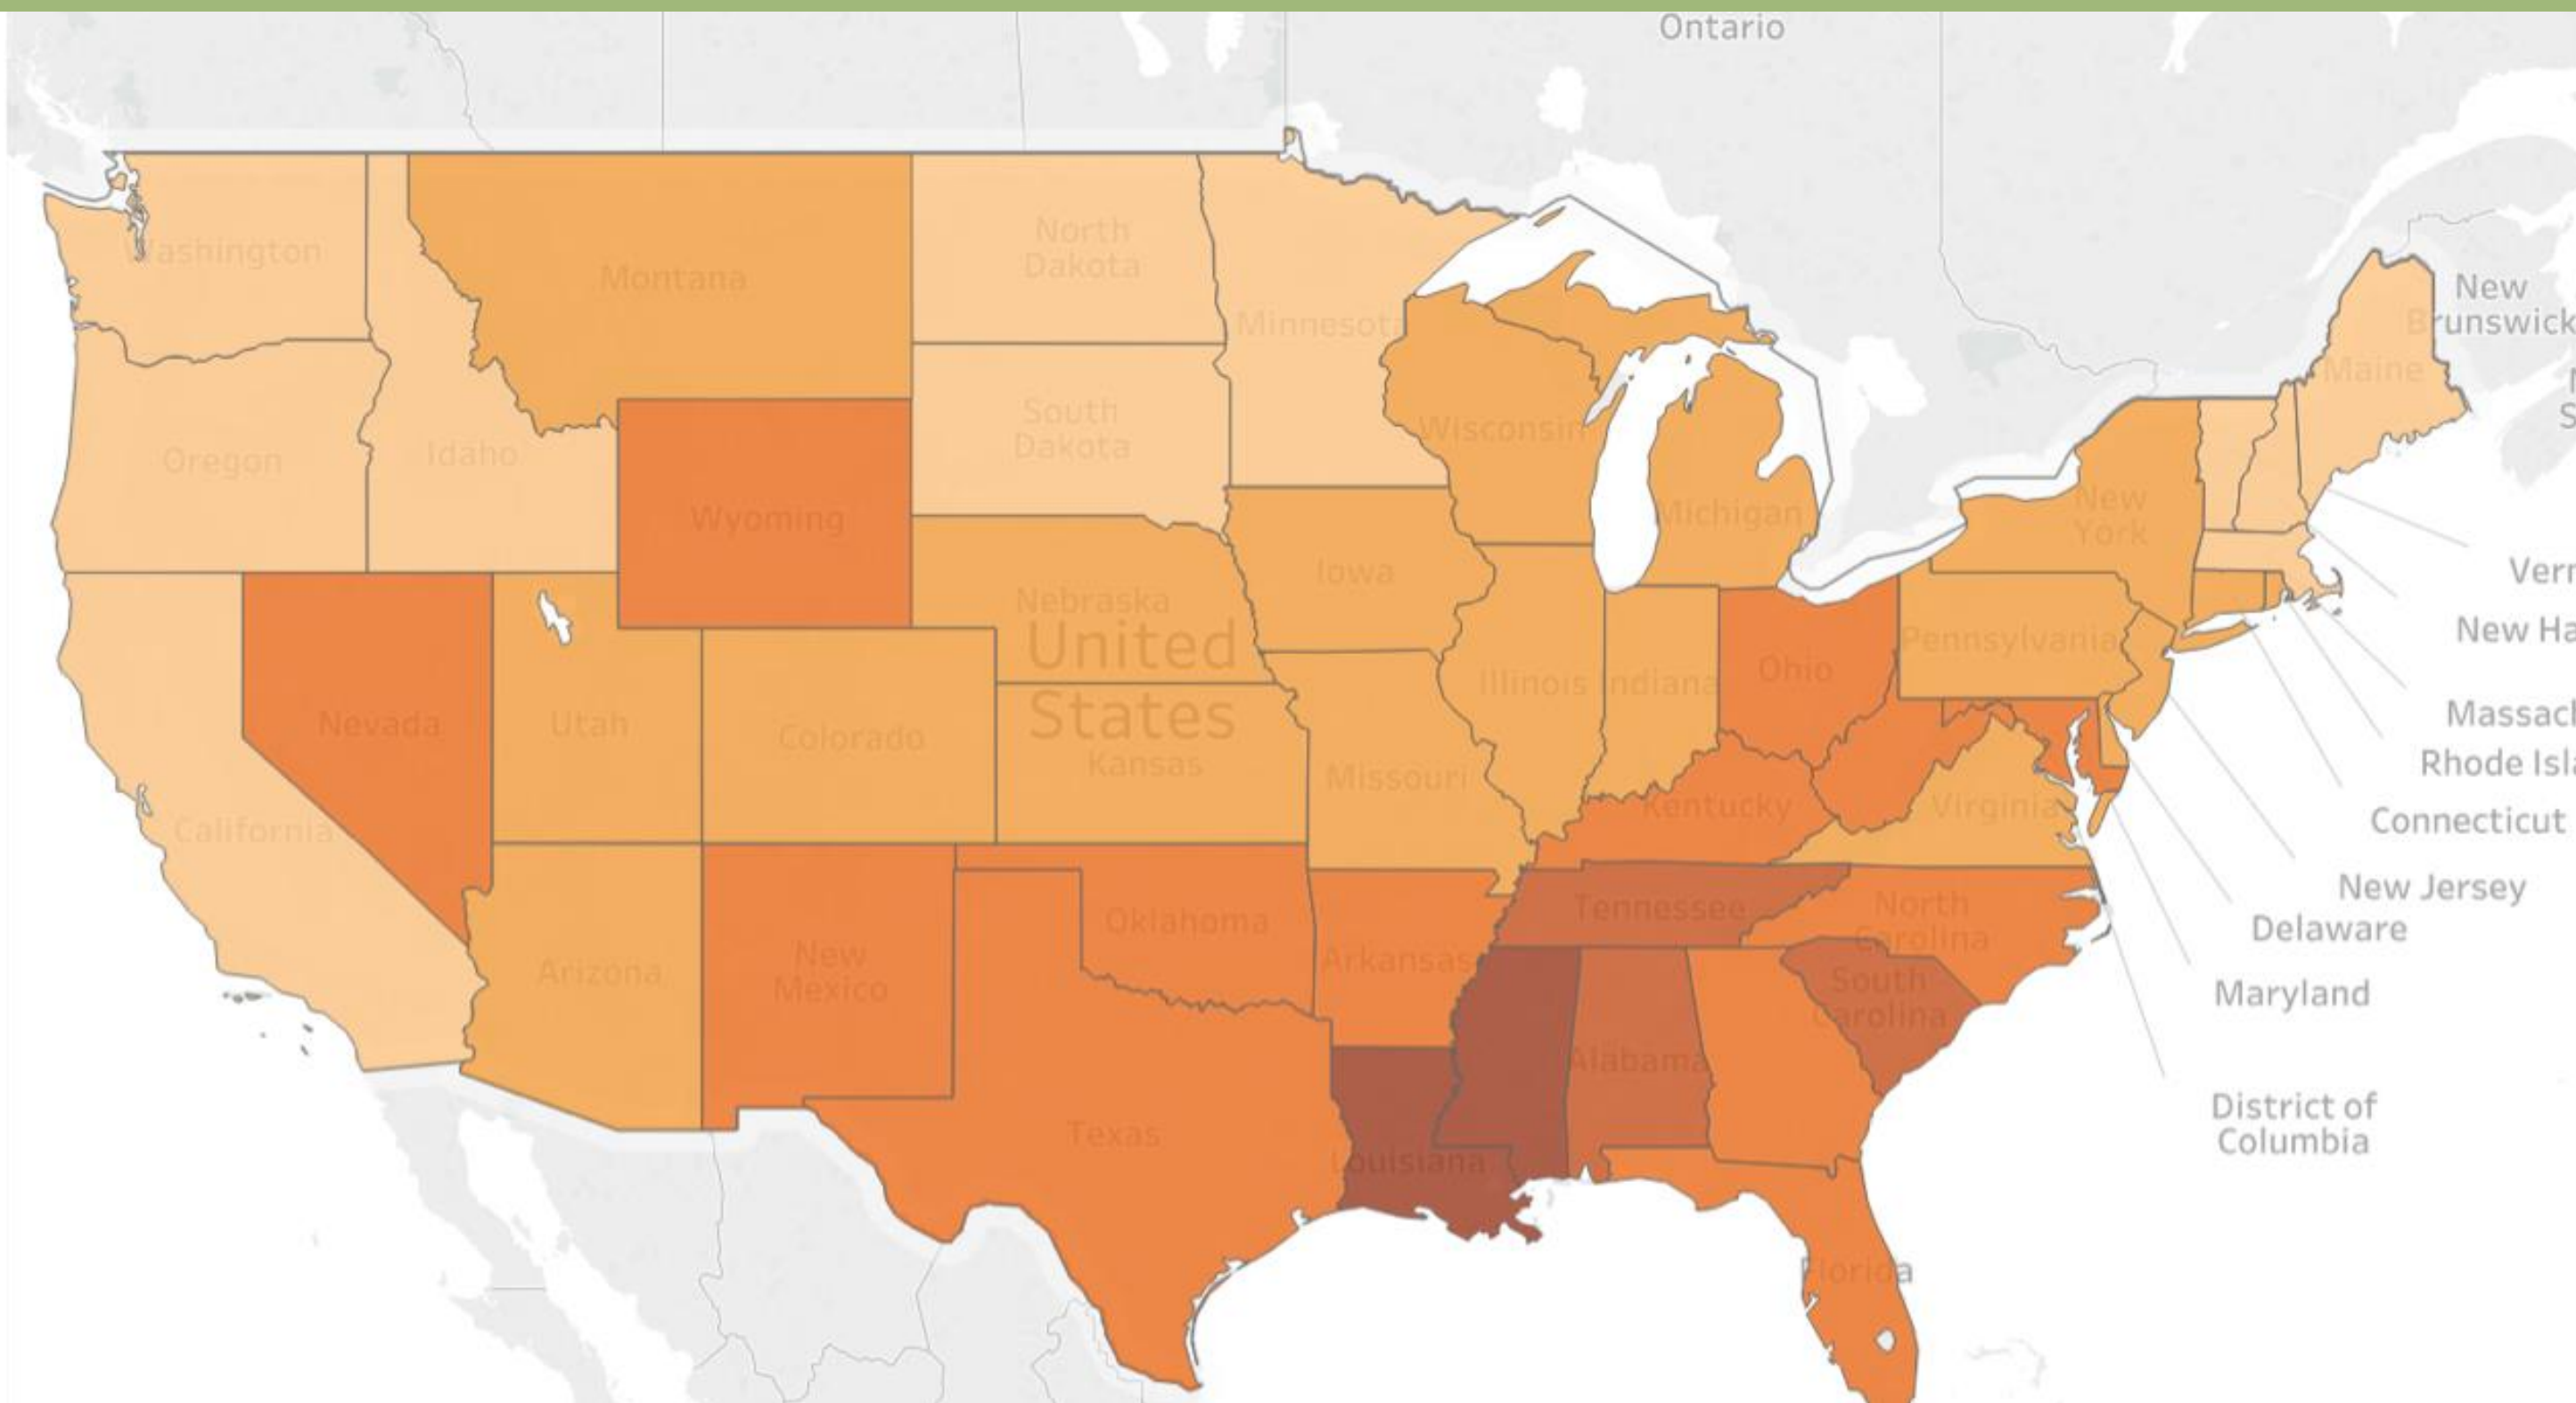 Ontario
Washington
Montana
North
Dakota
Minnesota
New
Brunswick
Maine
Oregon
Idaho
South
Dakota
Wyoming
Wisconsin
Michigan
New
York
Iowa
Nebraska
United
States
Kansas
Nevada
Utah
Colorado
Illinois
Indiana
Ohio
Pennsylvania
Missouri
California
Kentucky
Virginia
Vern
New Ha
Massach
Rhode Isla
Connecticut
New Jersey
Delaware
Maryland
District of
Columbia
Arizona
New
Mexico
Oklahoma
Arkansas
Tennessee
North
Carolina
South
Carolina
Alabama
Texas
Louisiana
Florida